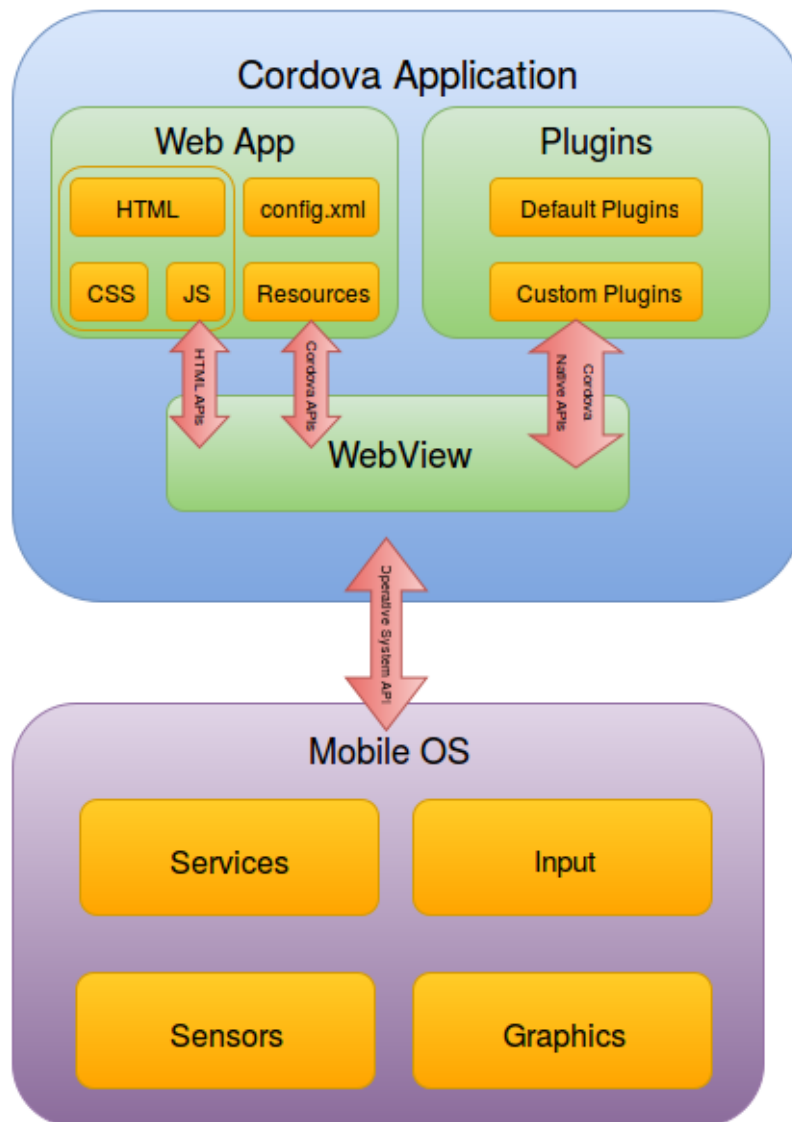 Cordova Application
Web App
Plugins
HTML
config.xml
Default Plugins
CSS
JS
Resources
Custom Plugins
HTML APIs
Cordova APIs
Cordova
Native APIs
WebView
Operative System API
Mobile OS
Services
Input
Sensors
Graphics